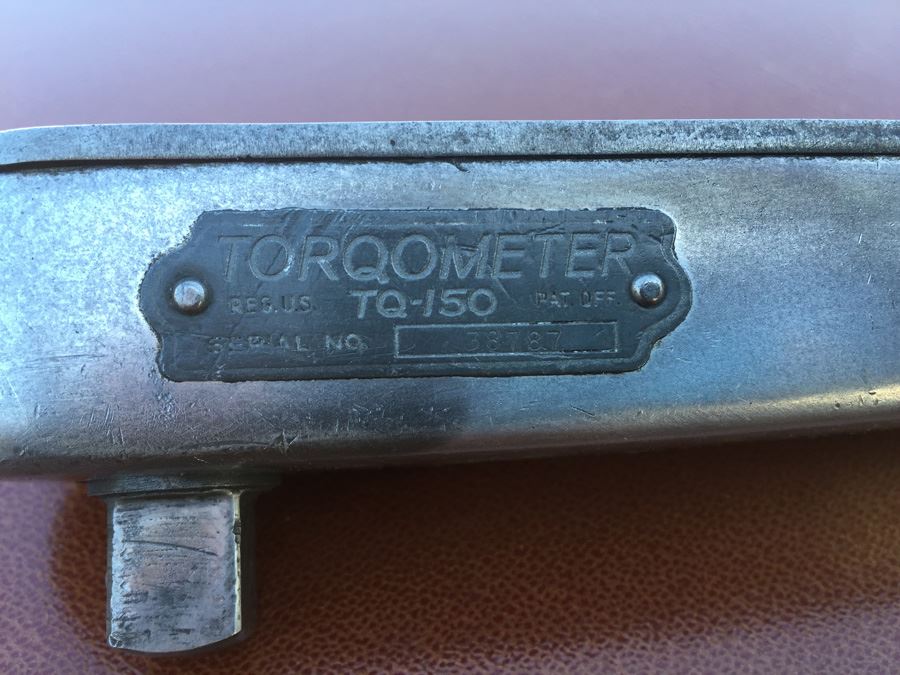 TORQOMETER
REG. U.S. TQ-150 PAT. OFF.
SERIAL NO. 38787